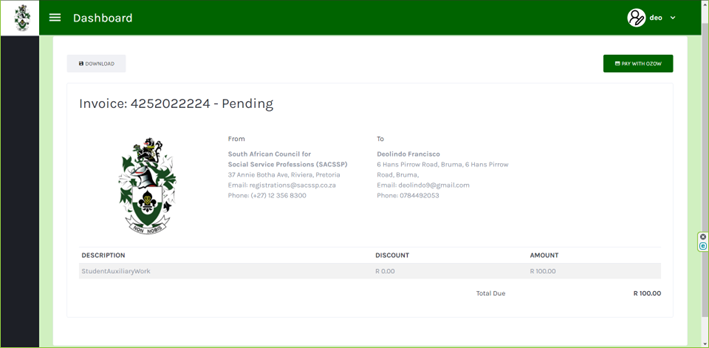 Dashboard
deo
DOWNLOAD
PAY WITH OZOW
Invoice: 4252022224 - Pending
From
To
South African Council for
Social Service Professions (SACSSP)
37 Annie Botha Ave, Riviera, Pretoria
Email: registrations@sacssp.co.za
Phone: (+27) 12 356 8300
Deolindo Francisco
6 Hans Pirrow Road, Bruma, 6 Hans Pirrow
Road, Bruma,
Email: deolindo9@gmail.com
Phone: 0784492053
NON NOBIS
DESCRIPTION DISCOUNT AMOUNT
StudentAuxiliaryWork R 0.00 R 100.00
Total Due R 100.00